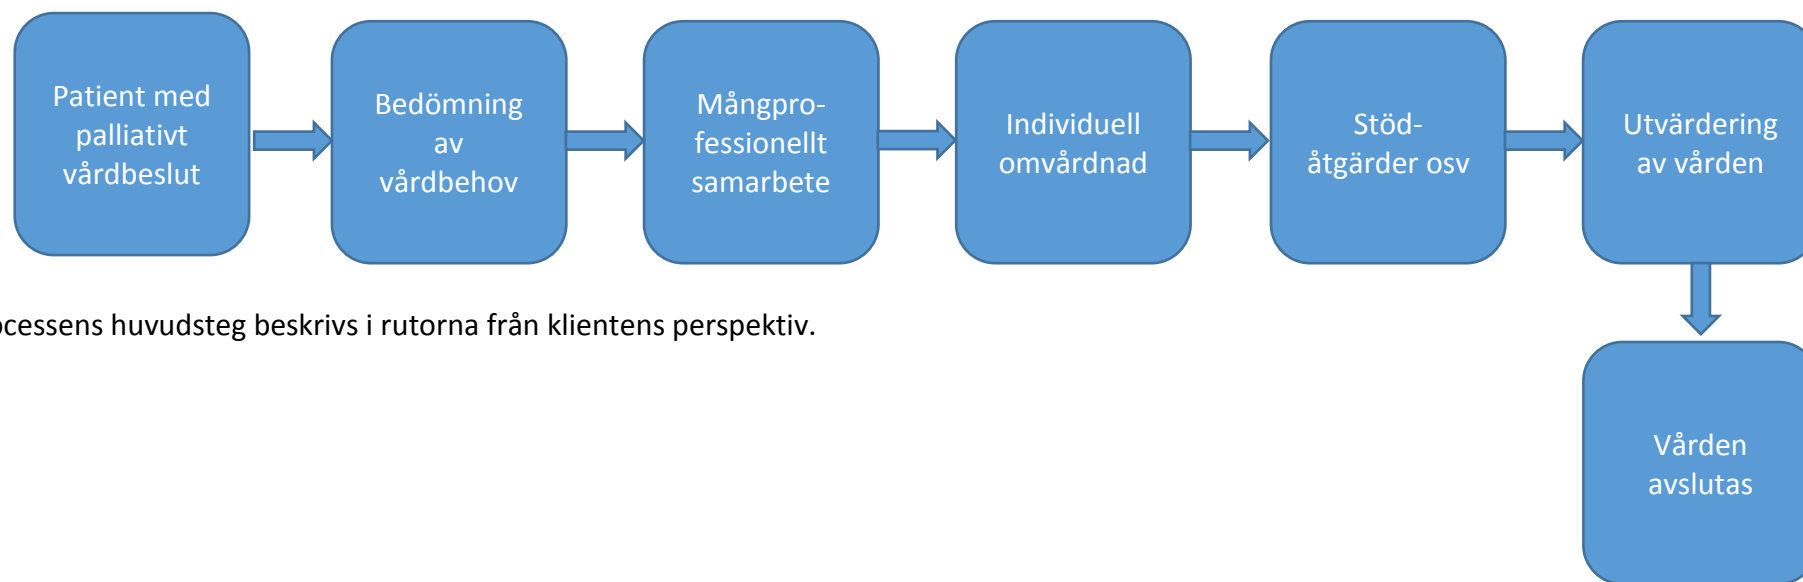 Patient med
palliativt
vårdbeslut
Bedömning
av
vårdbehov
Mångpro-
fessionellt
samarbete
Individuell
omvårdnad
Stöd-
åtgärder osv
Utvärdering
av vården
ocessens huvudsteg beskrivs i rutorna från klientens perspektiv.
Vården
avslutas